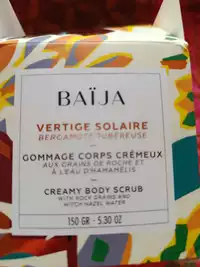 BAÏJA
VERTIGE SOLAIRE
BERGAMOTE TUBÉREUSE
GOMMAGE CORPS CRÉMEUX
AUX GRAINS DE ROCHE ET
À L'EAU D'HAMAMÉLIS
CREAMY BODY SCRUB
WITH ROCK GRAINS AND
WITCH HAZEL WATER
150 GR - 5.30 OZ